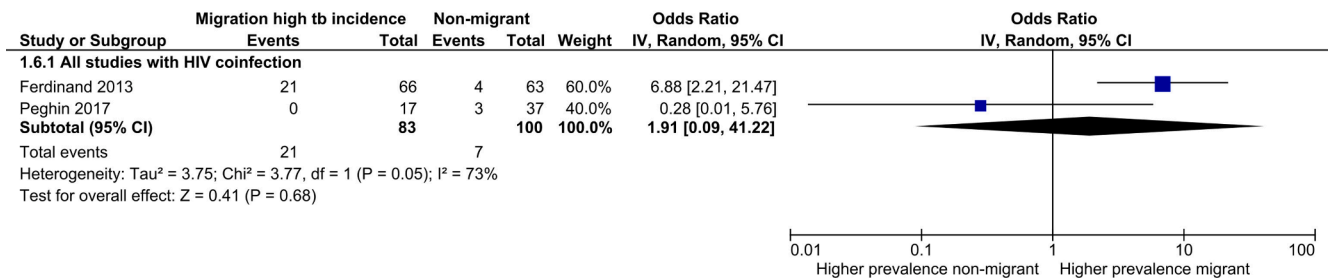 Migration high tb incidence Non-migrant Odds Ratio Odds Ratio
Study or Subgroup Events Total Events Total Weight IV, Random, 95% CI IV, Random, 95% CI
1.6.1 All studies with HIV coinfection
Ferdinand 2013 21 66 4 63 60.0% 6.88 [2.21, 21.47]
Peghin 2017 0 17 3 37 40.0% 0.28 [0.01, 5.76]
Subtotal (95% CI) 83 100 100.0% 1.91 [0.09, 41.22]
Total events 21 7
Heterogeneity: Tau² = 3.75; Chi² = 3.77, df = 1 (P = 0.05); I² = 73%
Test for overall effect: Z = 0.41 (P = 0.68)
0.01 0.1 1 10 100
Higher prevalence non-migrant Higher prevalence migrant